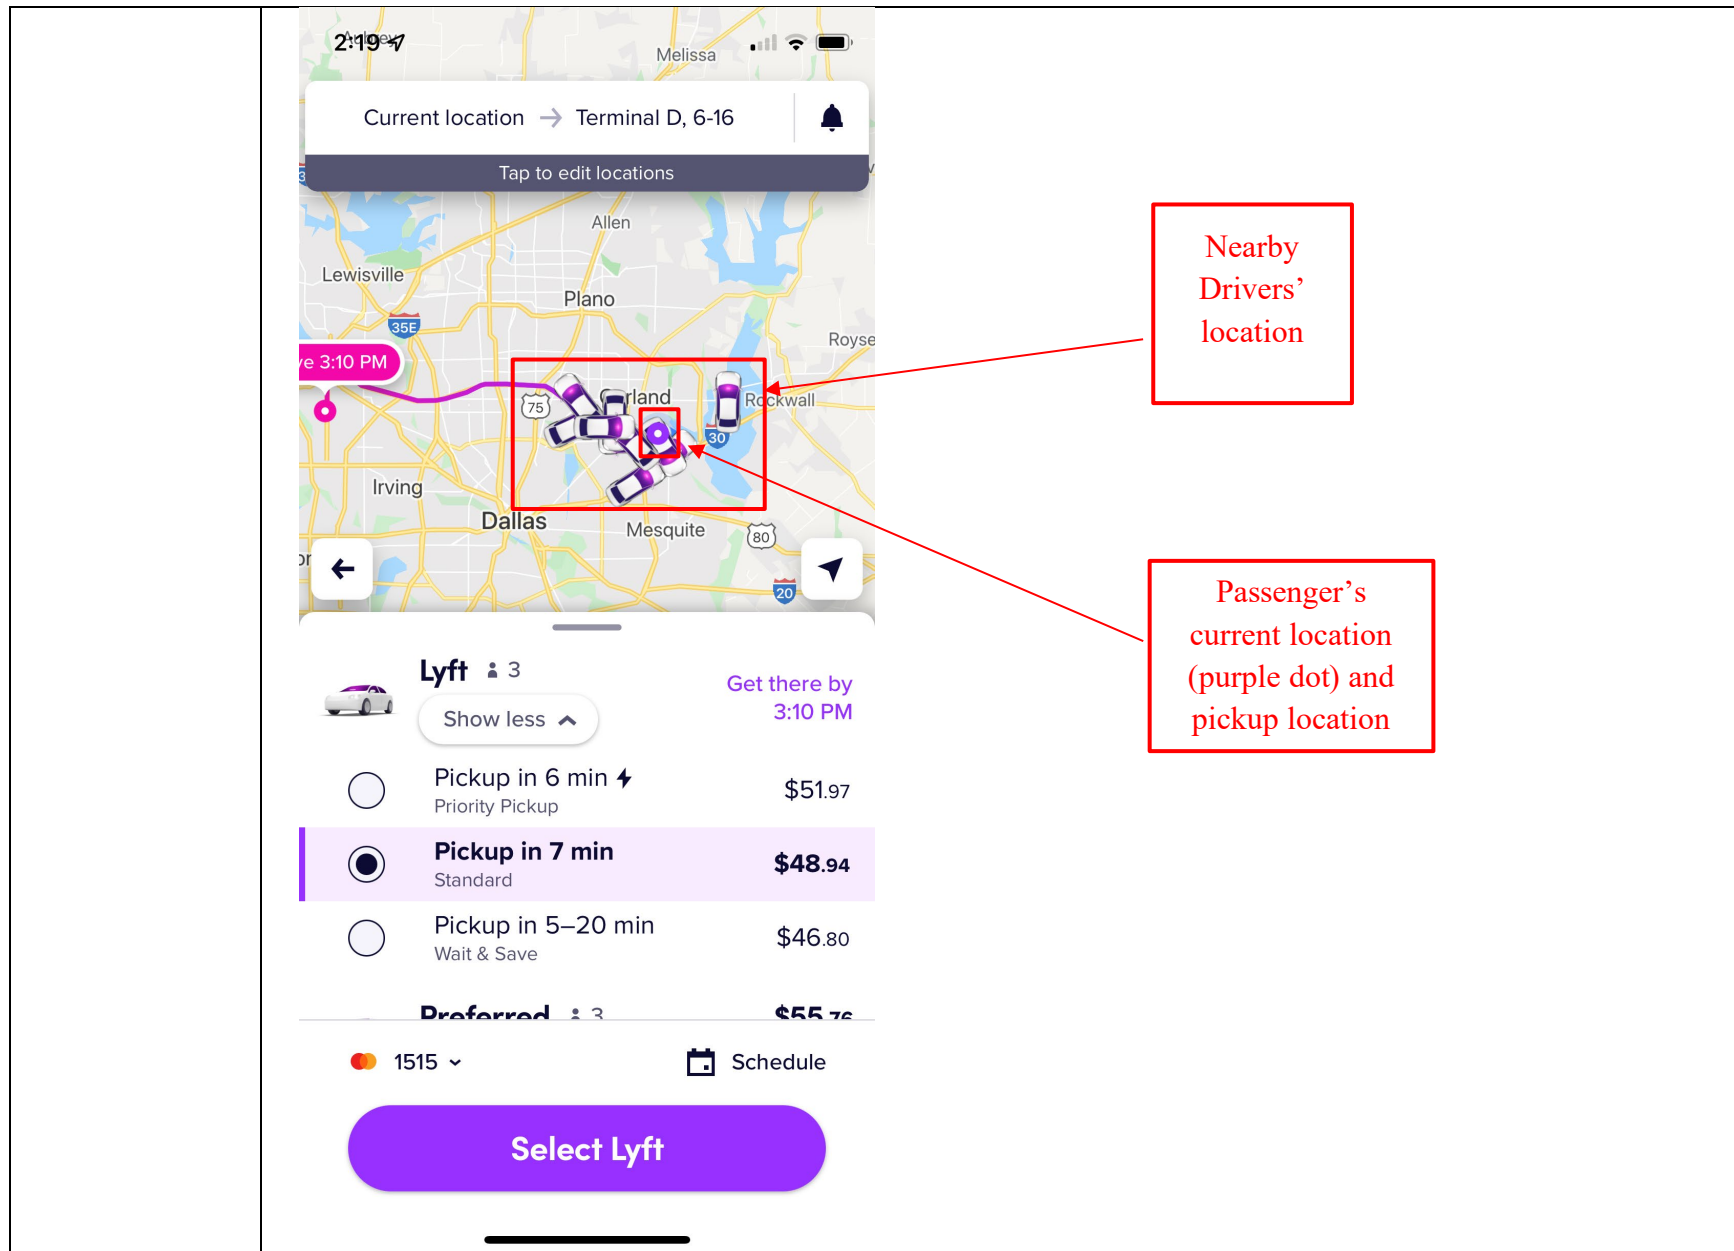 2:19
Melissa
Current location → Terminal D, 6-16
Tap to edit locations
Allen
Lewisville
Plano
35E
Royse
3:10 PM
75
rland
Rockwall
30
Irving
Dallas
Mesquite
80
20
Nearby
Drivers’
location
Passenger’s
current location
(purple dot) and
pickup location
Lyft 3
Show less
Get there by
3:10 PM
Pickup in 6 min
Priority Pickup
$51.97
Pickup in 7 min
Standard
$48.94
Pickup in 5–20 min
Wait & Save
$46.80
Preferred 3
$55.76
1515
Schedule
Select Lyft